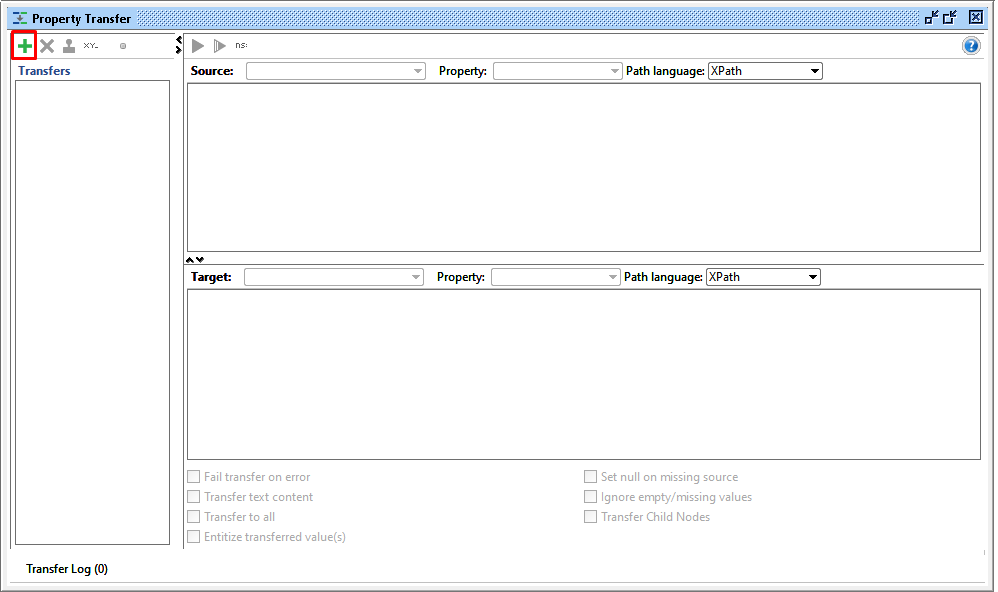 Property Transfer
XY_ ns: ?
Transfers
Source: Property: Path language: XPath
Target: Property: Path language: XPath
Fail transfer on error Set null on missing source
Transfer text content Ignore empty/missing values
Transfer to all Transfer Child Nodes
Entitize transferred value(s)
Transfer Log (0)